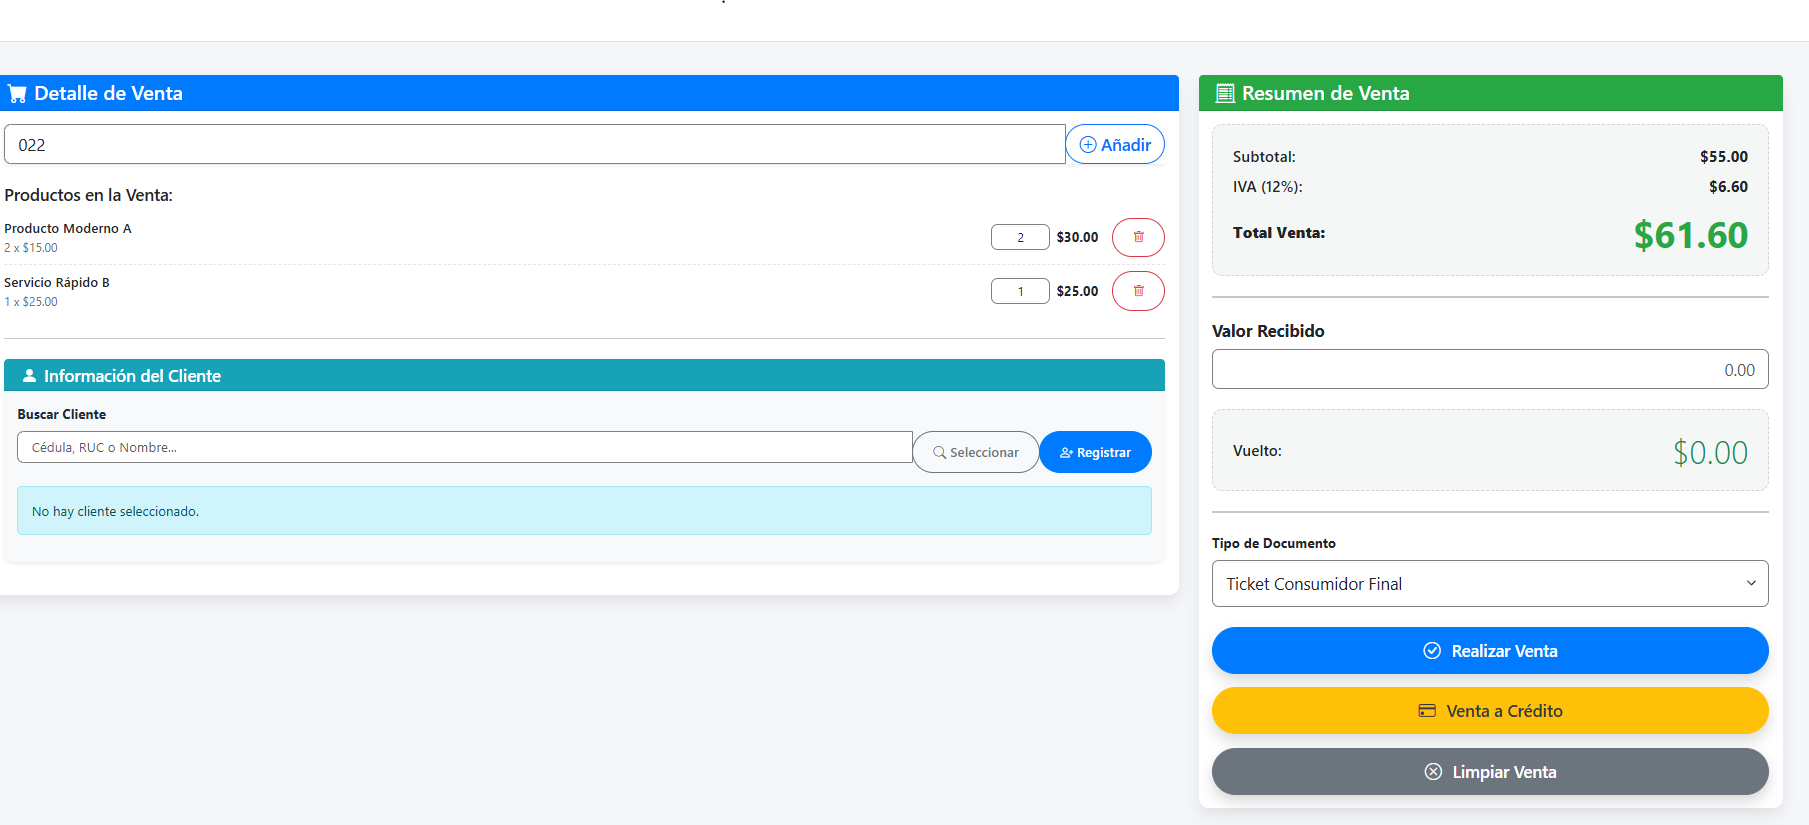 Detalle de Venta
022
Añadir
Productos en la Venta:
Producto Moderno A
2 x $15.00
2
$30.00
Servicio Rápido B
1 x $25.00
1
$25.00
Información del Cliente
Buscar Cliente
Cédula, RUC o Nombre...
Seleccionar
Registrar
No hay cliente seleccionado.
Resumen de Venta
Subtotal: $55.00
IVA (12%): $6.60
Total Venta: $61.60
Valor Recibido
0.00
Vuelto: $0.00
Tipo de Documento
Ticket Consumidor Final
Realizar Venta
Venta a Crédito
Limpiar Venta